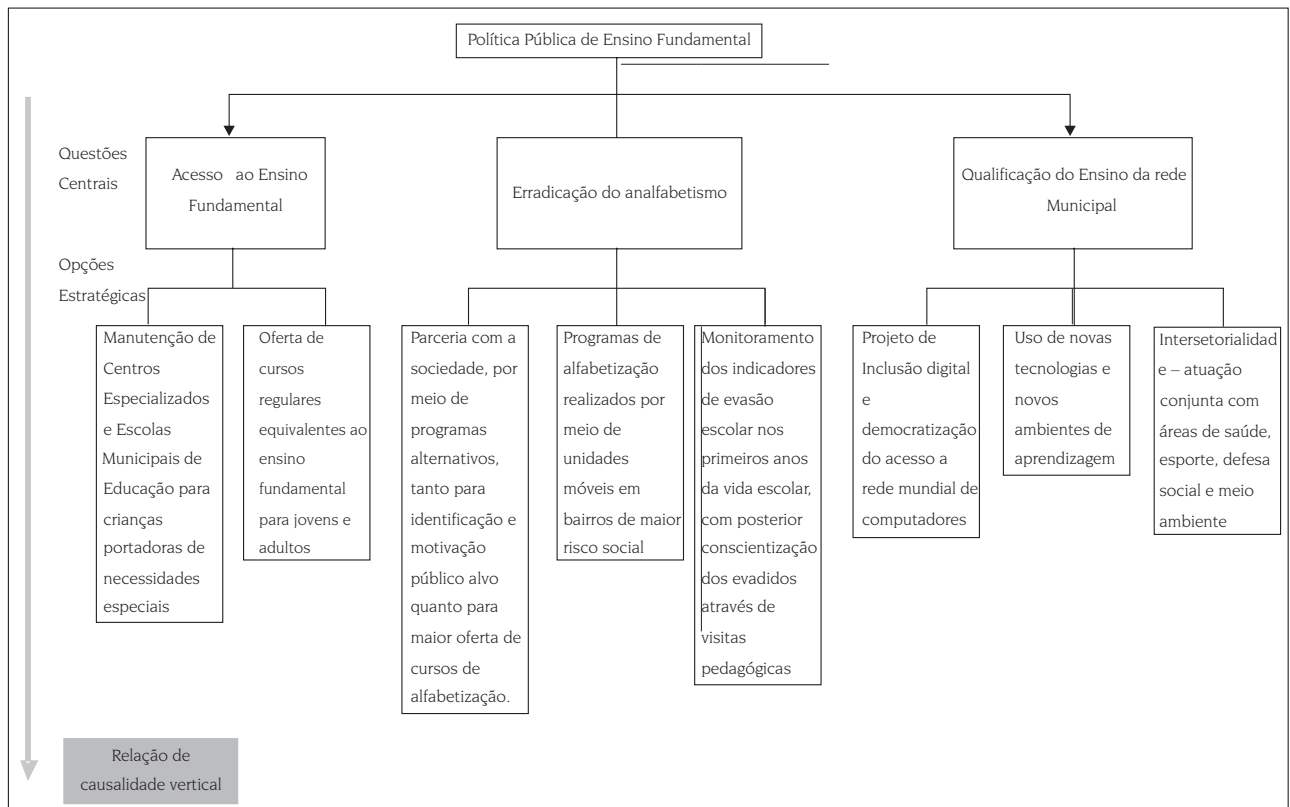 Política Pública de Ensino Fundamental
Questões
Centrais
Acesso ao Ensino
Fundamental
Erradicação do analfabetismo
Qualificação do Ensino da rede
Municipal
Opções
Estratégicas
Manutenção de
Centros
Especializados
e Escolas
Municipais de
Educação para
crianças
portadoras de
necessidades
especiais
Oferta de
cursos
regulares
equivalentes ao
ensino
fundamental
para jovens e
adultos
Parceria com a
sociedade, por
meio de
programas
alternativos,
tanto para
identificação e
motivação
público alvo
quanto para
maior oferta de
cursos de
alfabetização.
Programas de
alfabetização
realizados por
meio de
unidades
móveis em
bairros de maior
risco social
Monitoramento
dos indicadores
de evasão
escolar nos
primeiros anos
da vida escolar,
com posterior
conscientização
dos evadidos
através de
visitas
pedagógicas
Projeto de
Inclusão digital
e
democratização
do acesso a
rede mundial de
computadores
Uso de novas
tecnologias e
novos
ambientes de
aprendizagem
Intersetorialidad
e – atuação
conjunta com
áreas de saúde,
esporte, defesa
social e meio
ambiente
Relação de
causalidade vertical